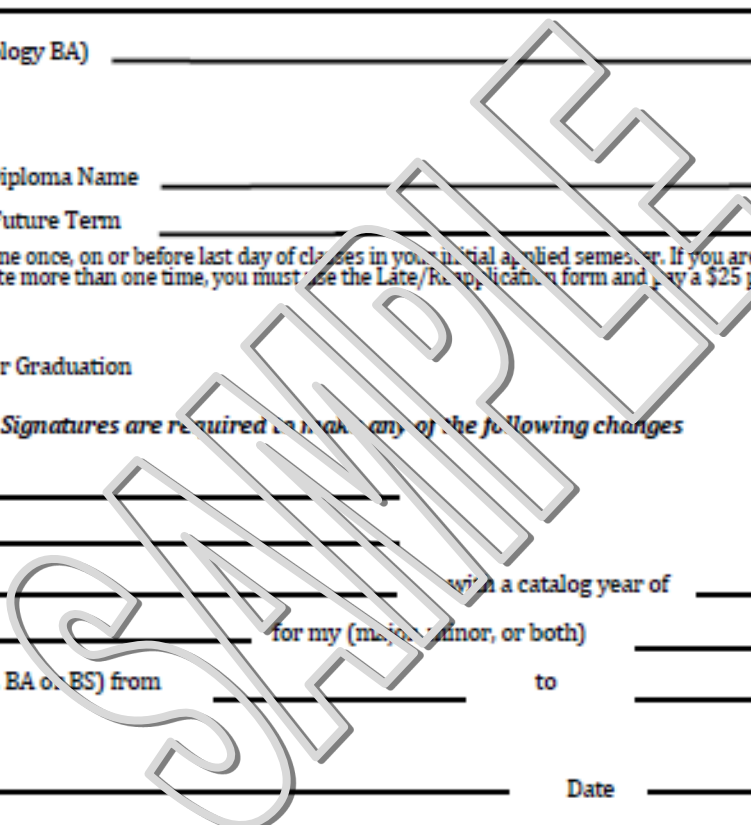 ology BA)
iploma Name
uture Term
me once, on or before last day of classes in your initial applied semester. If you are
te more than one time, you must use the Late/Reapplication form and pay a $25 p
r Graduation
Signatures are required to make any of the following changes
with a catalog year of
for my (major, minor, or both)
BA or BS) from to
Date
SAMPLE